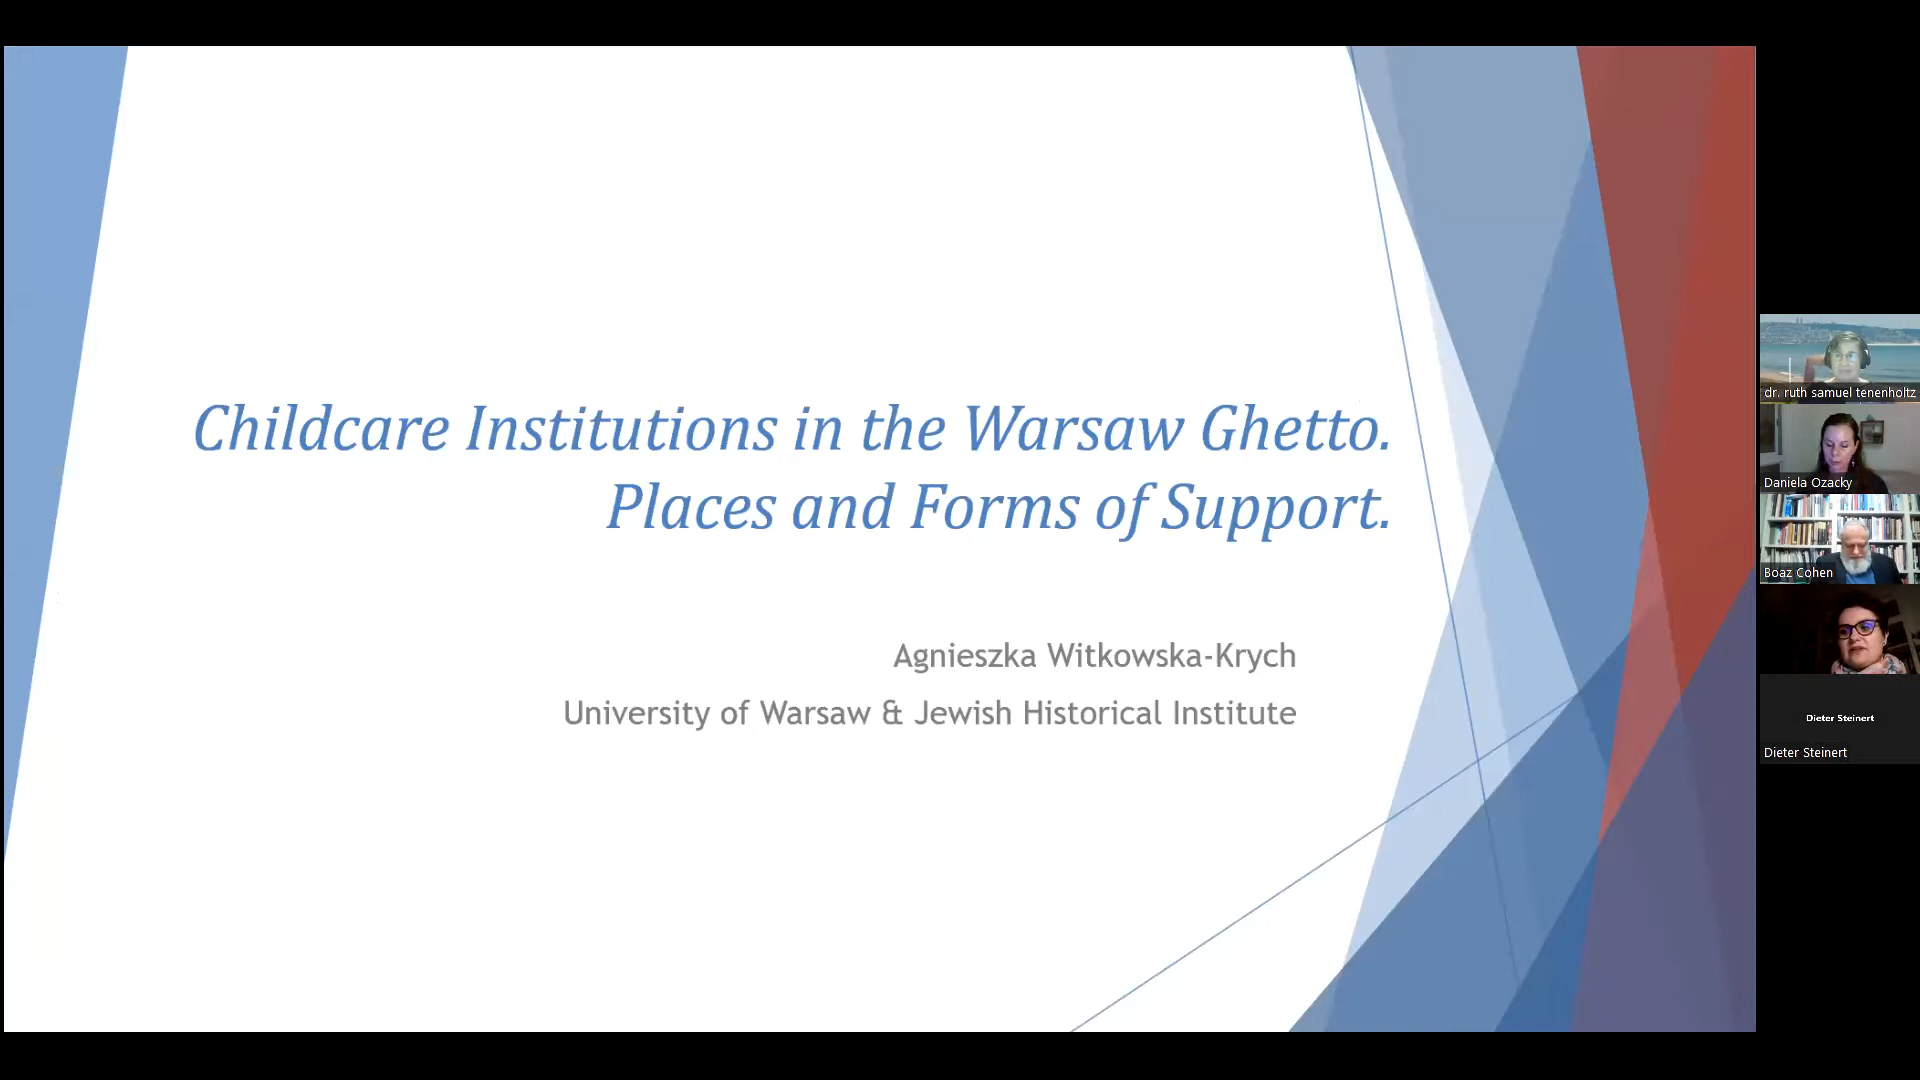 Childcare Institutions in the Warsaw Ghetto.
Places and Forms of Support.
Agnieszka Witkowska-Krych
University of Warsaw & Jewish Historical Institute
dr. ruth samuel tenenholtz
Daniela Ozacky
Boaz Cohen
Dieter Steinert
Dieter Steinert